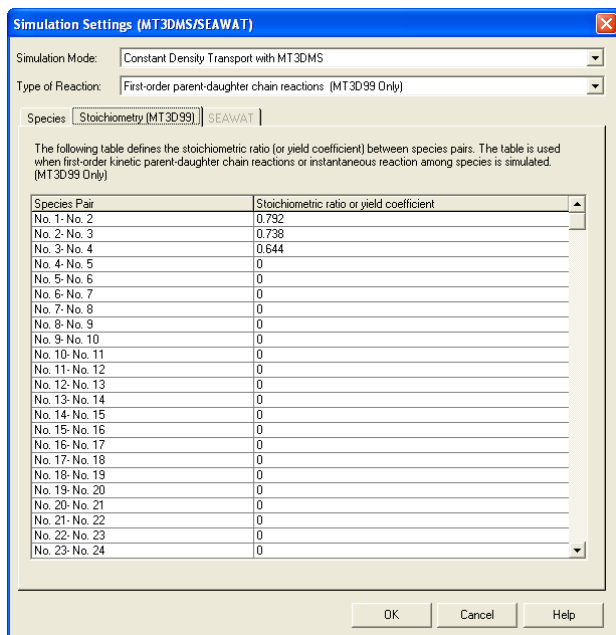 Simulation Settings (MT3DMS/SEAWAT)
Simulation Mode: Constant Density Transport with MT3DMS
Type of Reaction: First-order parent-daughter chain reactions (MT3D99 Only)
Species Stoichiometry (MT3D99) SEAWAT
The following table defines the stoichiometric ratio (or yield coefficient) between species pairs. The table is used
when first-order kinetic parent-daughter chain reactions or instantaneous reaction among species is simulated.
(MT3D99 Only)
Species Pair Stoichiometric ratio or yield coefficient
No. 1- No. 2 0.792
No. 2- No. 3 0.738
No. 3- No. 4 0.644
No. 4- No. 5 0
No. 5- No. 6 0
No. 6- No. 7 0
No. 7- No. 8 0
No. 8- No. 9 0
No. 9- No. 10 0
No. 10- No. 11 0
No. 11- No. 12 0
No. 12- No. 13 0
No. 13- No. 14 0
No. 14- No. 15 0
No. 15- No. 16 0
No. 16- No. 17 0
No. 17- No. 18 0
No. 18- No. 19 0
No. 19- No. 20 0
No. 20- No. 21 0
No. 21- No. 22 0
No. 22- No. 23 0
No. 23- No. 24 0
OK Cancel Help